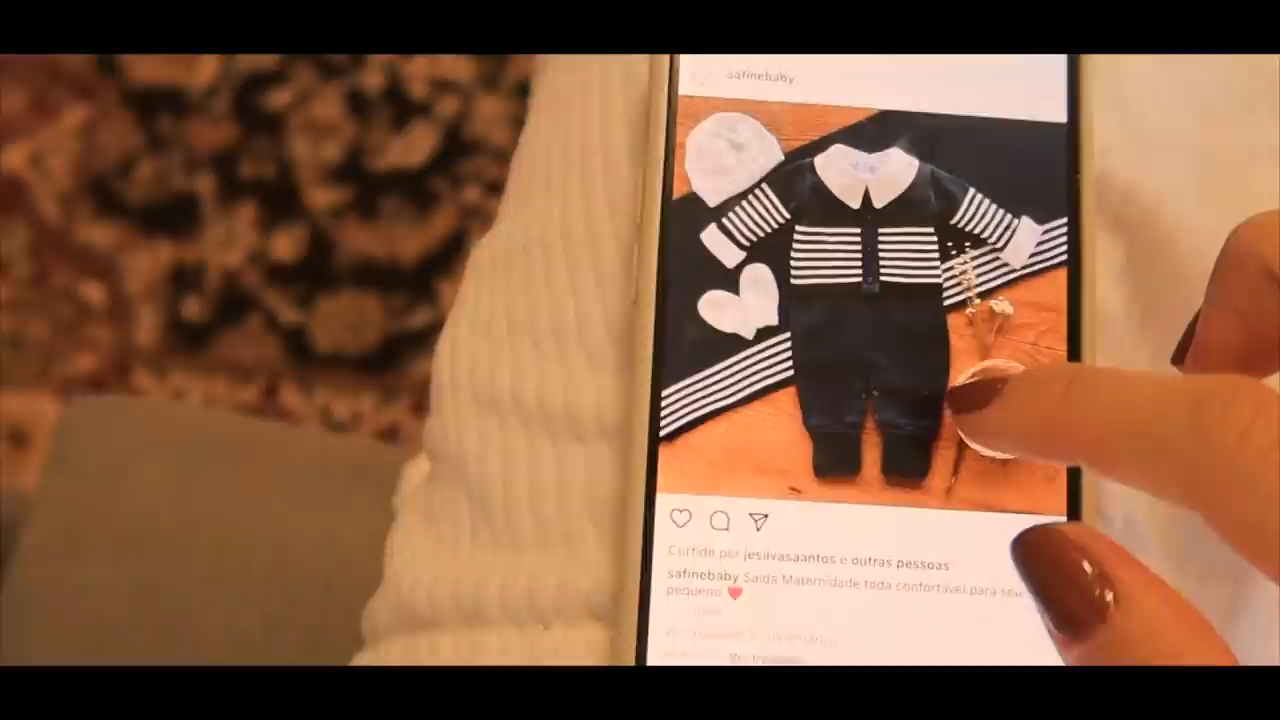 safinebaby
Curtido por jesilvasaantos e outras pessoas
safinebaby Saída Maternidade toda confortável para seu
pequeno ❤️